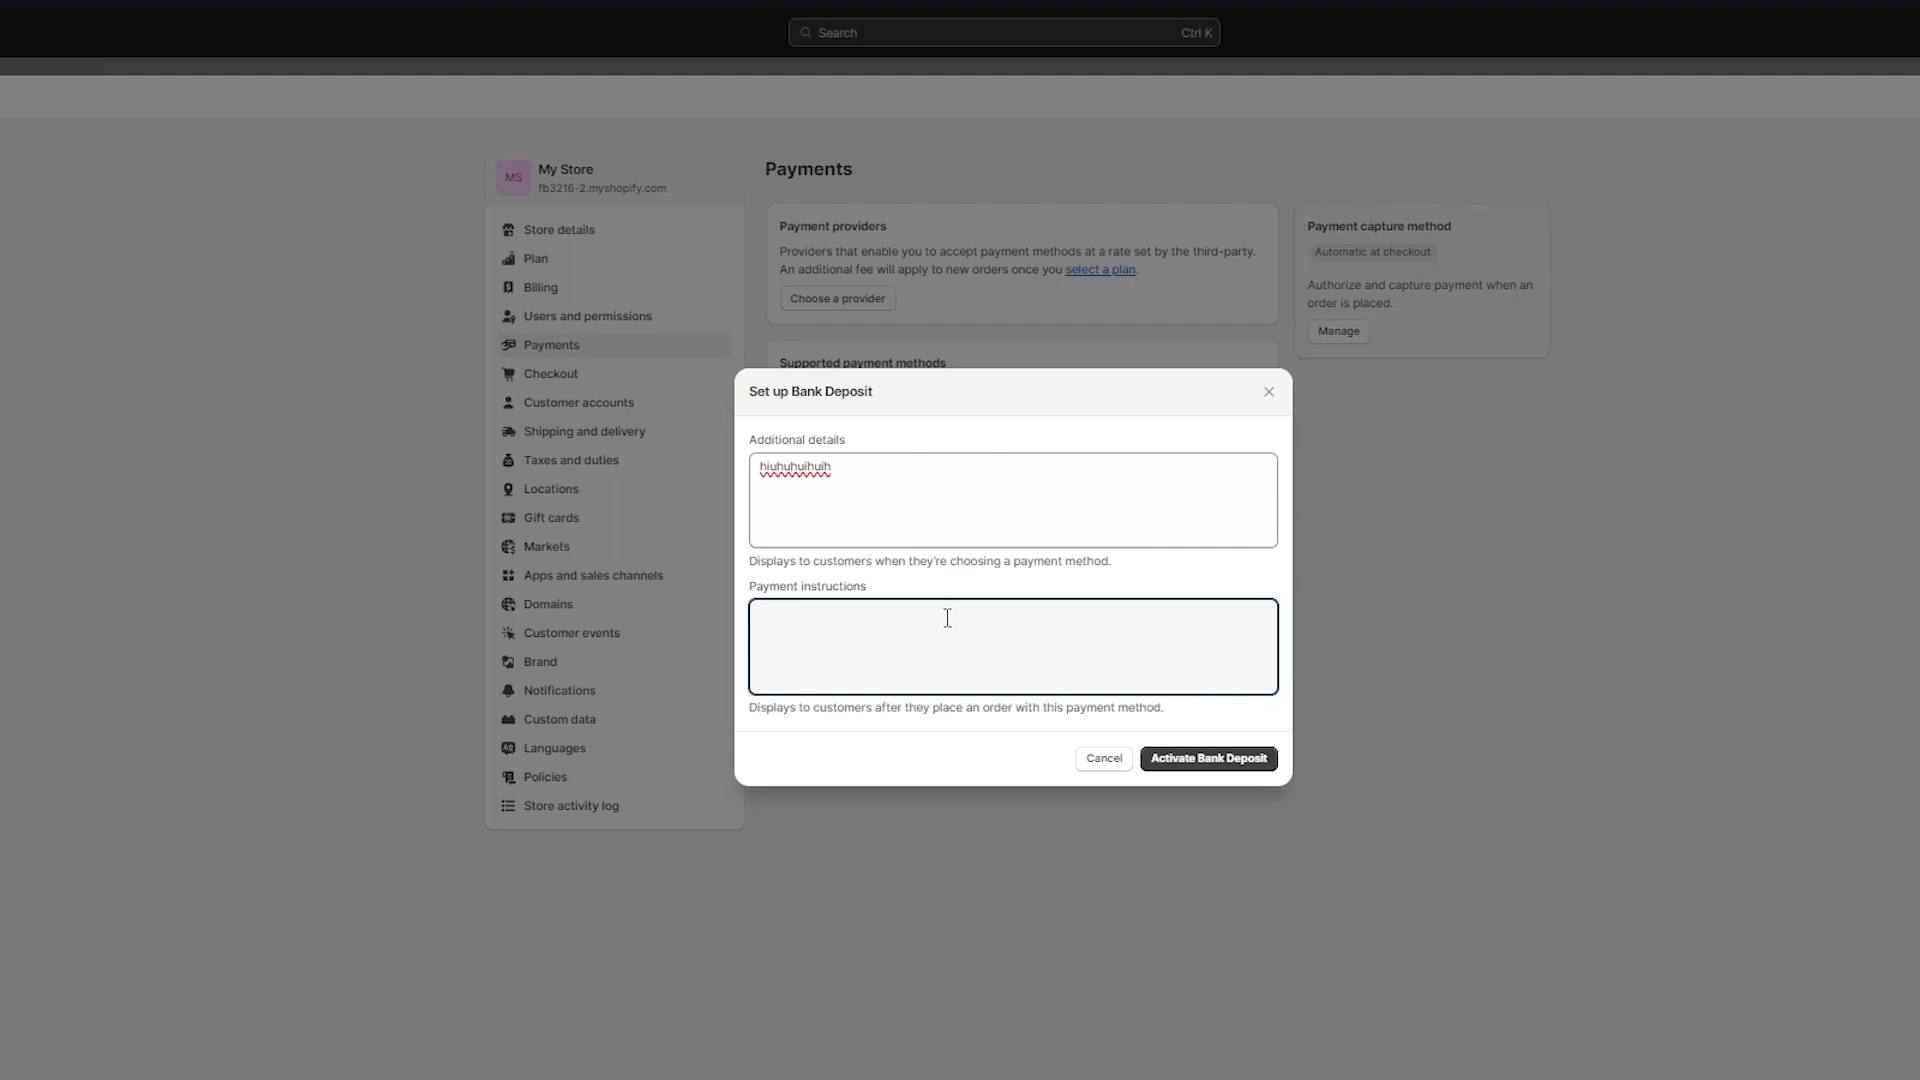 Search
Ctrl K
MS
My Store
fb3216-2.myshopify.com
Store details
Plan
Billing
Users and permissions
Payments
Checkout
Customer accounts
Shipping and delivery
Taxes and duties
Locations
Gift cards
Markets
Apps and sales channels
Domains
Customer events
Brand
Notifications
Custom data
Languages
Policies
Store activity log
Payments
Payment providers
Providers that enable you to accept payment methods at a rate set by the third-party.
An additional fee will apply to new orders once you select a plan.
Choose a provider
Supported payment methods
Payment capture method
Automatic at checkout
Authorize and capture payment when an
order is placed.
Manage
Set up Bank Deposit
Additional details
hiuhuhuihuih
Displays to customers when they're choosing a payment method.
Payment instructions
Displays to customers after they place an order with this payment method.
Cancel
Activate Bank Deposit